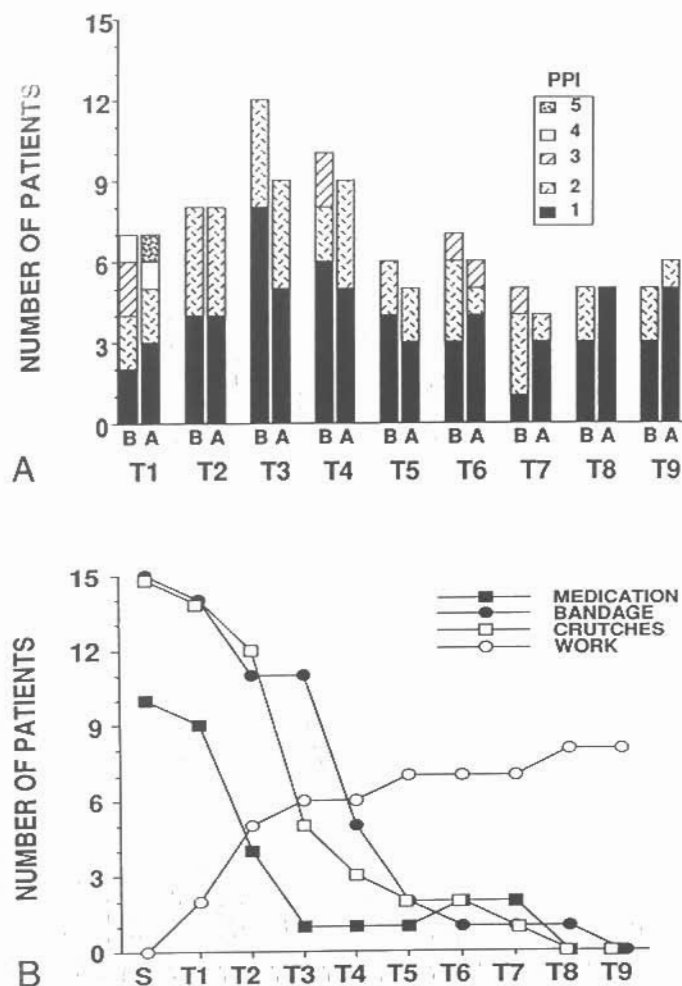 15
12
9
6
3
0
NUMBER OF PATIENTS
PPI
5
4
3
2
1
B A B A B A B A B A B A B A B A B A
T1 T2 T3 T4 T5 T6 T7 T8 T9
A
15
12
9
6
3
0
NUMBER OF PATIENTS
MEDICATION
BANDAGE
CRUTCHES
WORK
S T1 T2 T3 T4 T5 T6 T7 T8 T9
B